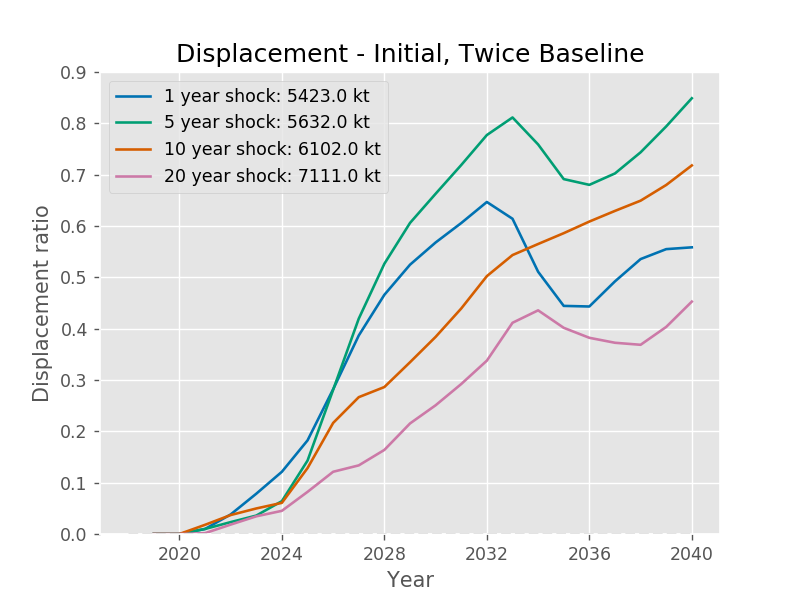 Displacement - Initial, Twice Baseline
0.9
0.8
0.7
0.6
0.5
0.4
0.3
0.2
0.1
0.0
Displacement ratio
1 year shock: 5423.0 kt
5 year shock: 5632.0 kt
10 year shock: 6102.0 kt
20 year shock: 7111.0 kt
2020 2024 2028 2032 2036 2040
Year